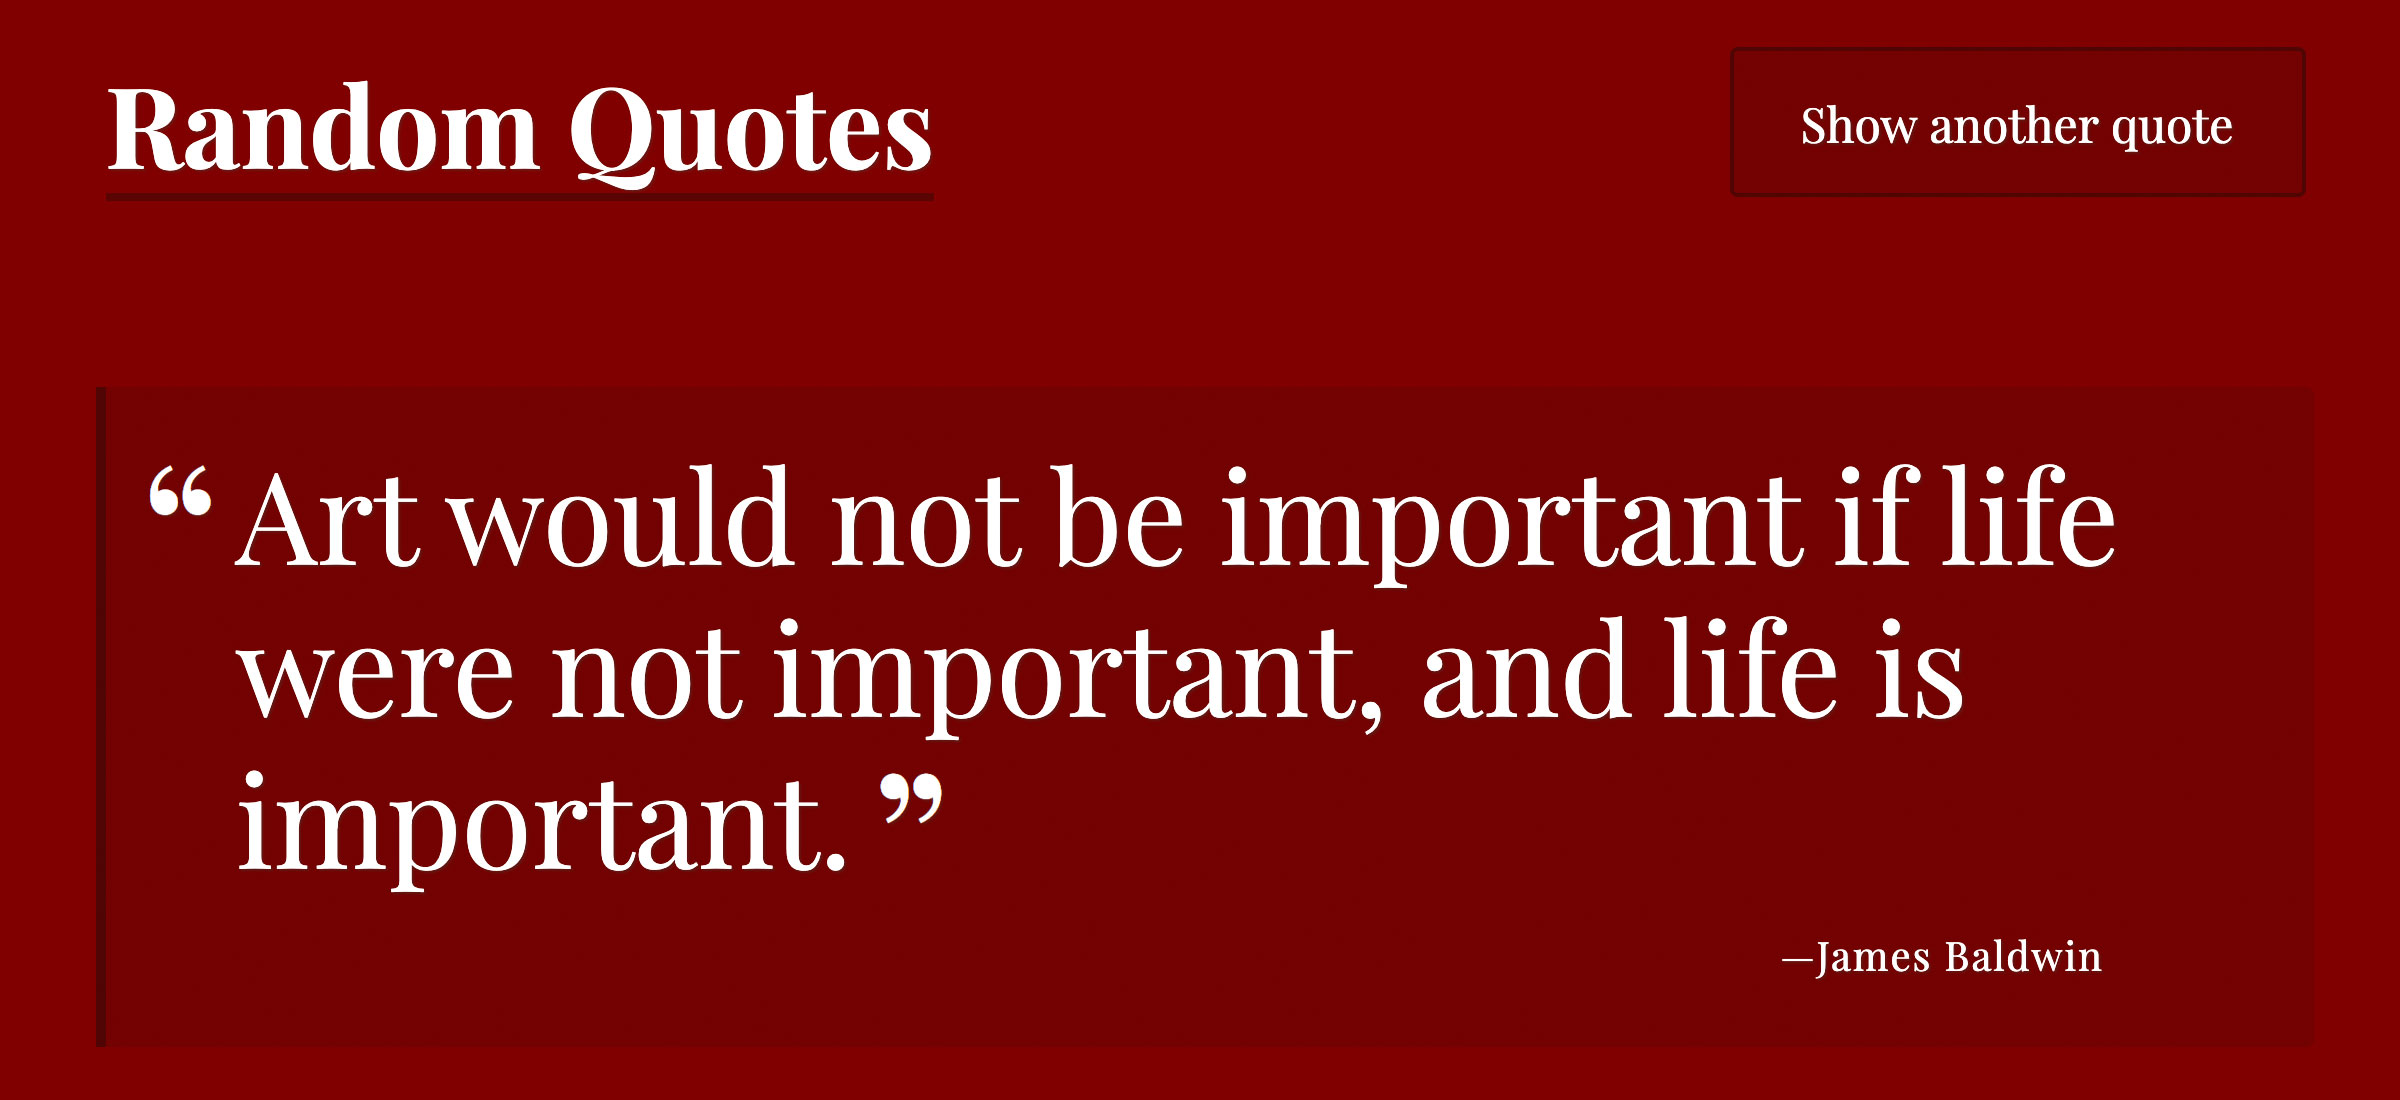 Random Quotes
Show another quote
“Art would not be important if life
were not important, and life is
important. ”
—James Baldwin